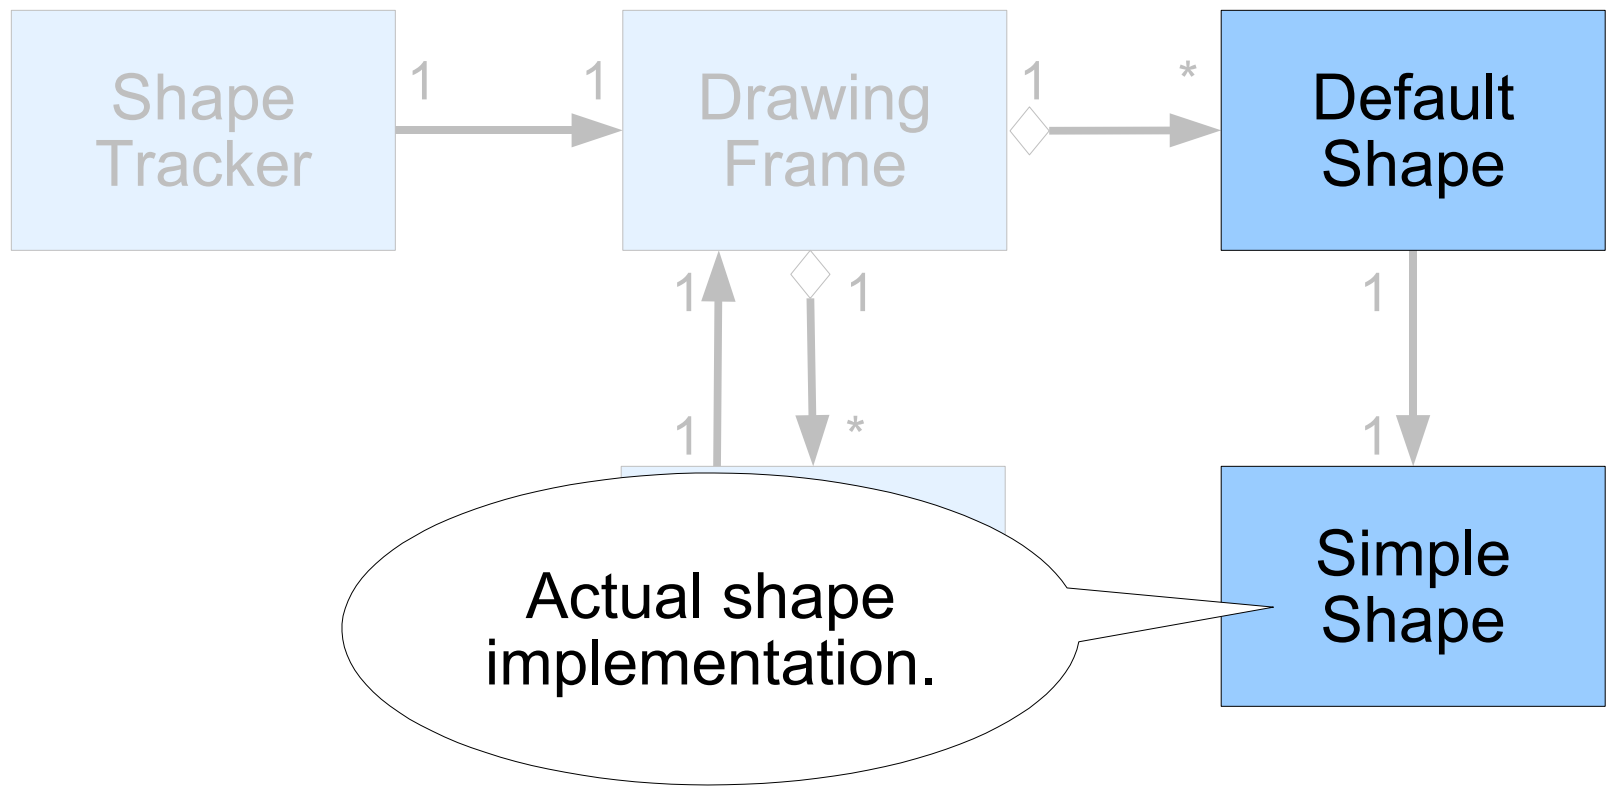 Shape
Tracker
1
1
Drawing
Frame
1
*
Default
Shape
1
1
1
*
1
1
Actual shape
implementation.
Simple
Shape